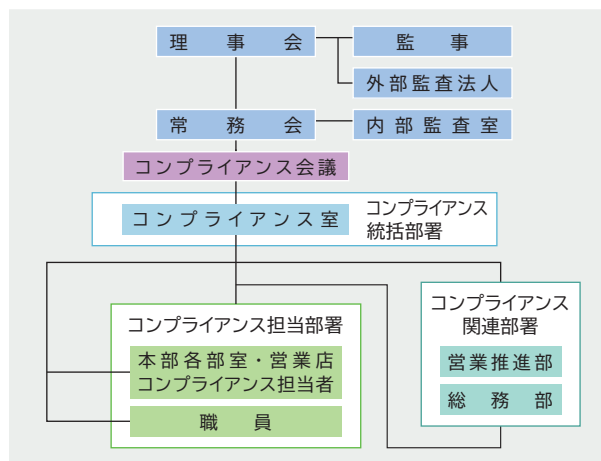 理事会
監事
外部監査法人
常務会
内部監査室
コンプライアンス会議
コンプライアンス室
コンプライアンス
統括部署
コンプライアンス担当部署
本部各部室・営業店
コンプライアンス担当者
職員
コンプライアンス
関連部署
営業推進部
総務部